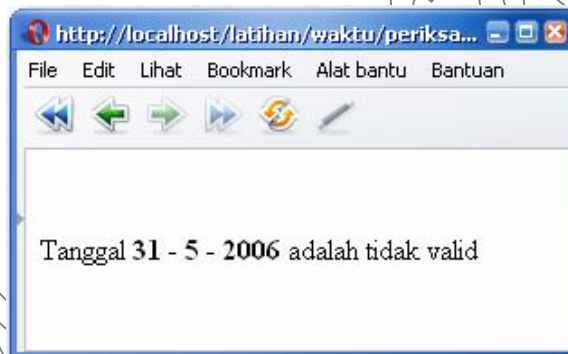 http://localhost/latihan/waktu/periksa...
File Edit Lihat Bookmark Alat bantu Bantuan
Tanggal 31 - 5 - 2006 adalah tidak valid